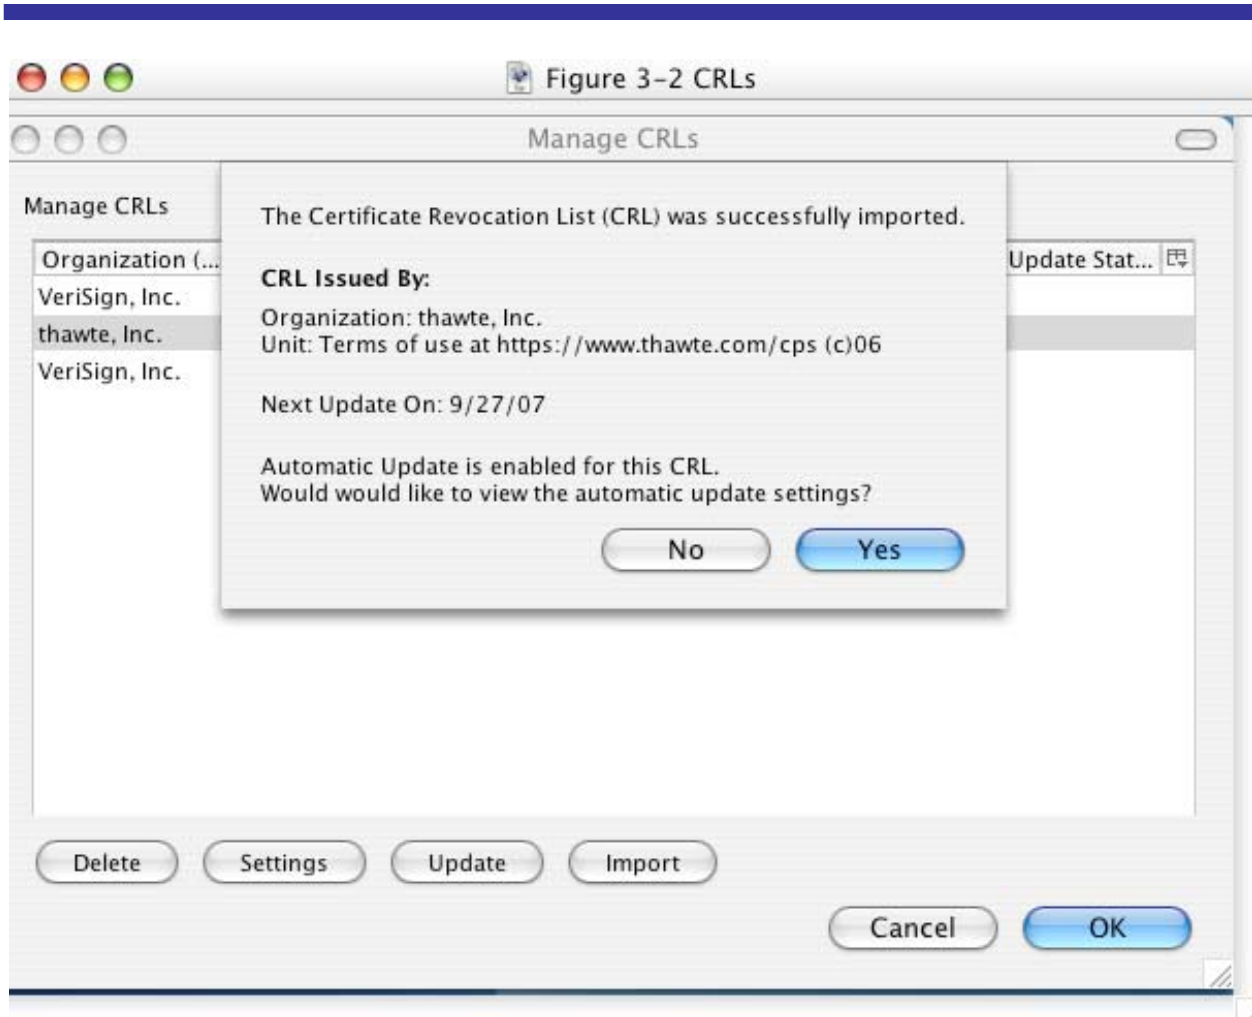 Figure 3-2 CRLs
Manage CRLs
Manage CRLs
The Certificate Revocation List (CRL) was successfully imported.
Organization (...
Update Stat...
CRL Issued By:
VeriSign, Inc.
Organization: thawte, Inc.
thawte, Inc.
Unit: Terms of use at https://www.thawte.com/cps (c)06
VeriSign, Inc.
Next Update On: 9/27/07
Automatic Update is enabled for this CRL.
Would would like to view the automatic update settings?
No
Yes
Delete
Settings
Update
Import
Cancel
OK